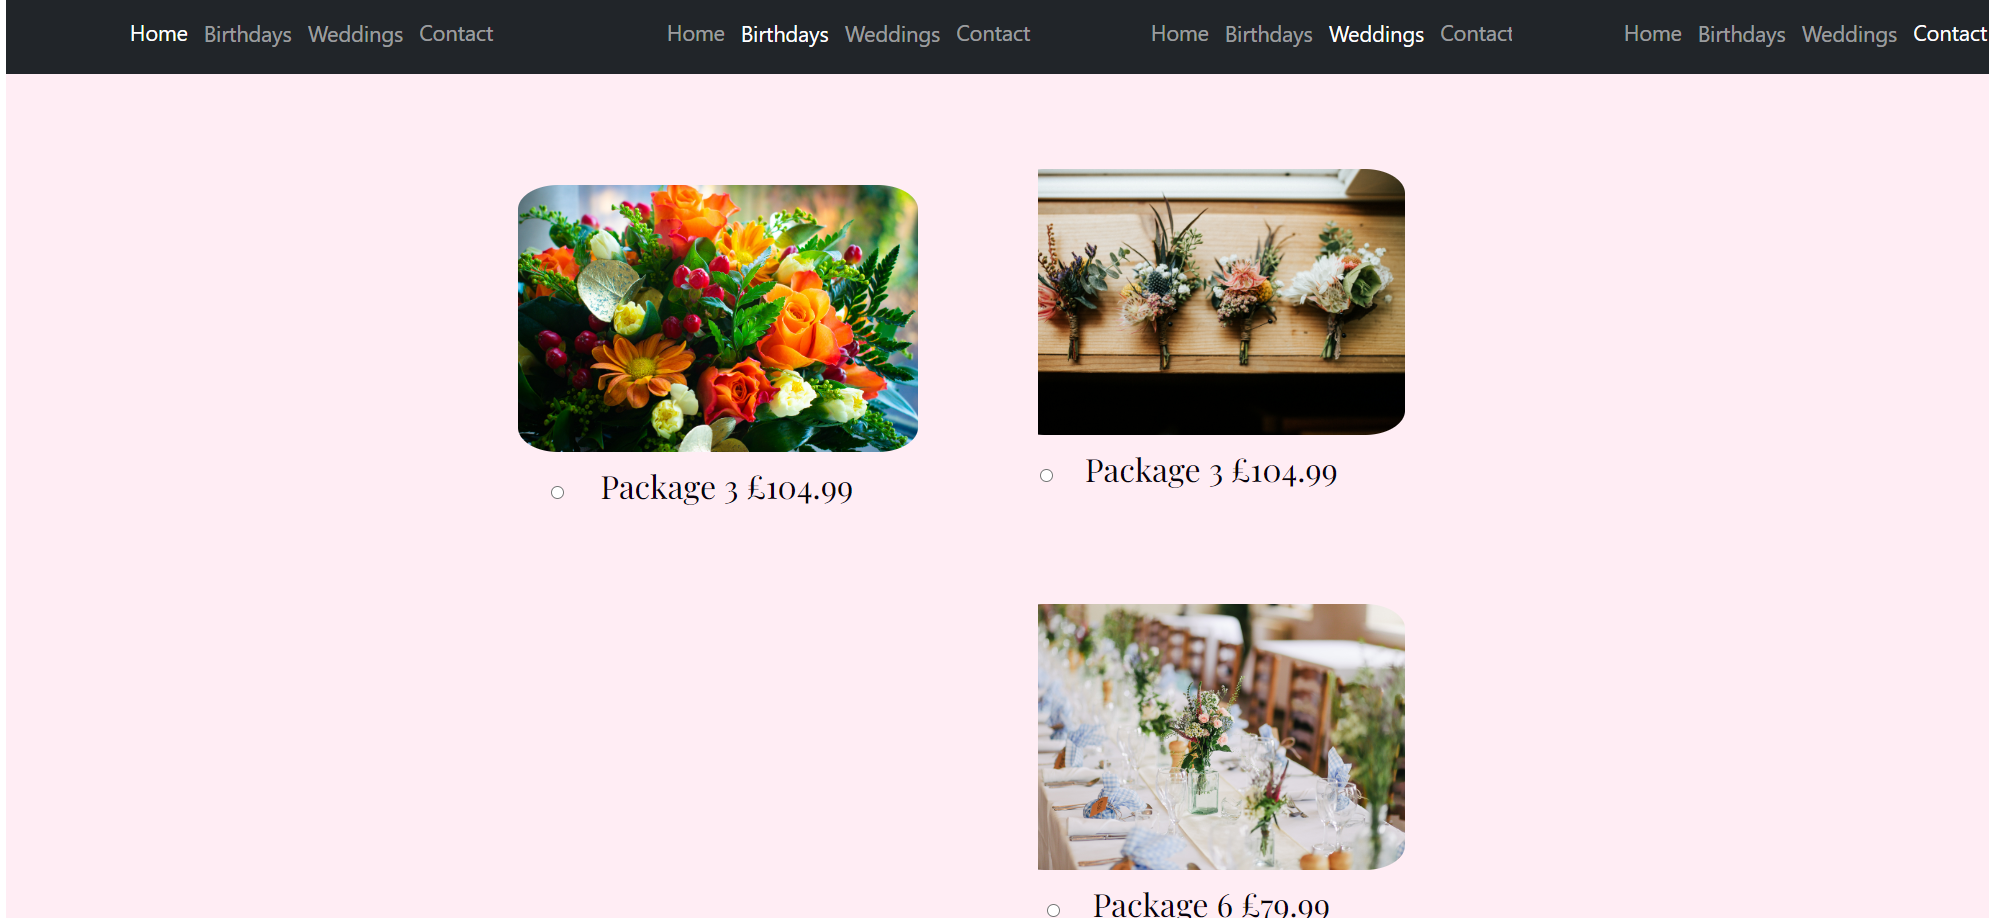 Home Birthdays Weddings Contact Home Birthdays Weddings Contact Home Birthdays Weddings Contact Home Birthdays Weddings Contact
Package 3 £104.99
Package 3 £104.99
Package 6 £79.99